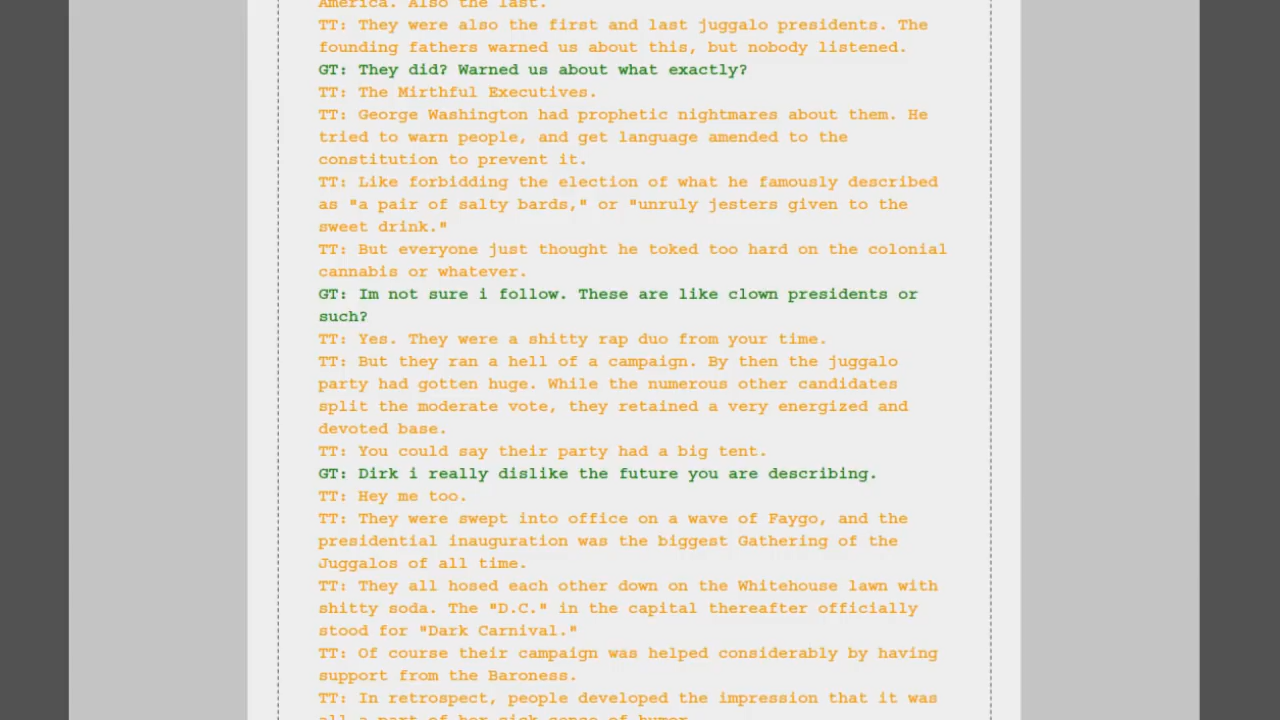 America. Also the last.
TT: They were also the first and last juggalo presidents. The
founding fathers warned us about this, but nobody listened.
GT: They did? Warned us about what exactly?
TT: The Mirthful Executives.
TT: George Washington had prophetic nightmares about them. He
tried to warn people, and get language amended to the
constitution to prevent it.
TT: Like forbidding the election of what he famously described
as "a pair of salty bards," or "unruly jesters given to the
sweet drink."
TT: But everyone just thought he toked too hard on the colonial
cannabis or whatever.
GT: Im not sure i follow. These are like clown presidents or
such?
TT: Yes. They were a shitty rap duo from your time.
TT: But they ran a hell of a campaign. By then the juggalo
party had gotten huge. While the numerous other candidates
split the moderate vote, they retained a very energized and
devoted base.
TT: You could say their party had a big tent.
GT: Dirk i really dislike the future you are describing.
TT: Hey me too.
TT: They were swept into office on a wave of Faygo, and the
presidential inauguration was the biggest Gathering of the
Juggalos of all time.
TT: They all hosed each other down on the Whitehouse lawn with
shitty soda. The "D.C." in the capital thereafter officially
stood for "Dark Carnival."
TT: Of course their campaign was helped considerably by having
support from the Baroness.
TT: In retrospect, people developed the impression that it was
all a part of her sick sense of humor.